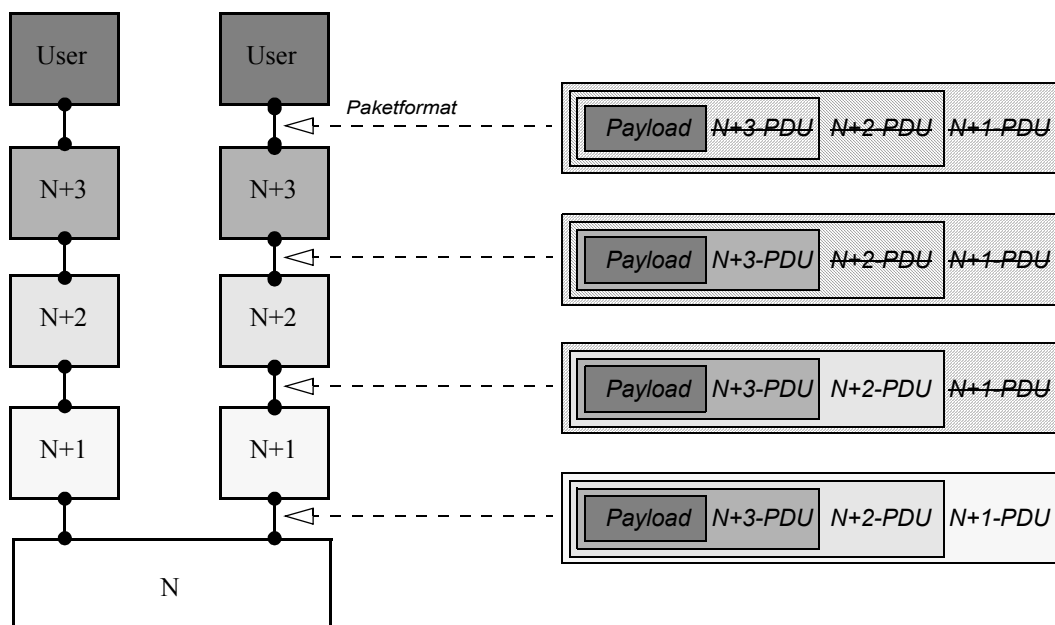 User User
Paketformat
Payload N+3-PDU N+2-PDU N+1-PDU
N+3 N+3
Payload N+3-PDU N+2-PDU N+1-PDU
N+2 N+2
Payload N+3-PDU N+2-PDU N+1-PDU
N+1 N+1
Payload N+3-PDU N+2-PDU N+1-PDU
N